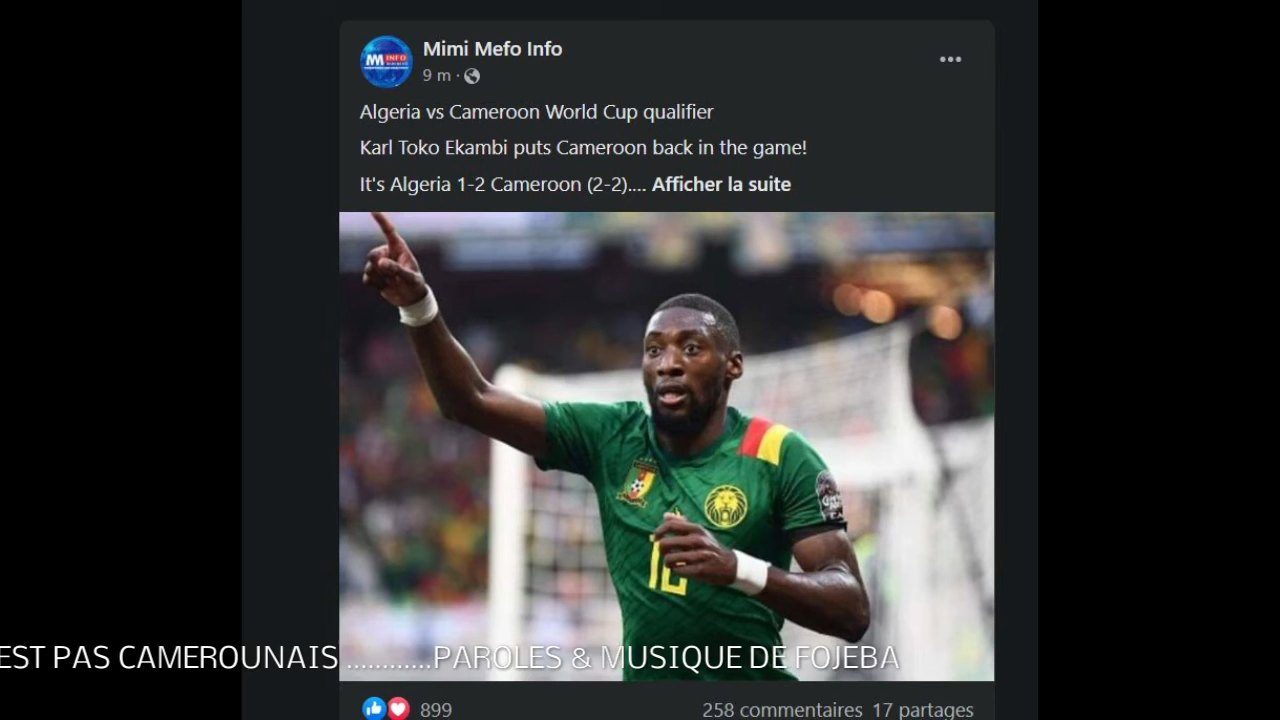 Mimi Mefo Info
9 m ·
Algeria vs Cameroon World Cup qualifier
Karl Toko Ekambi puts Cameroon back in the game!
It's Algeria 1-2 Cameroon (2-2).... Afficher la suite
12
EST PAS CAMEROUNAIS ............PAROLES & MUSIQUE DE FOJEBA
899
258 commentaires 17 partages